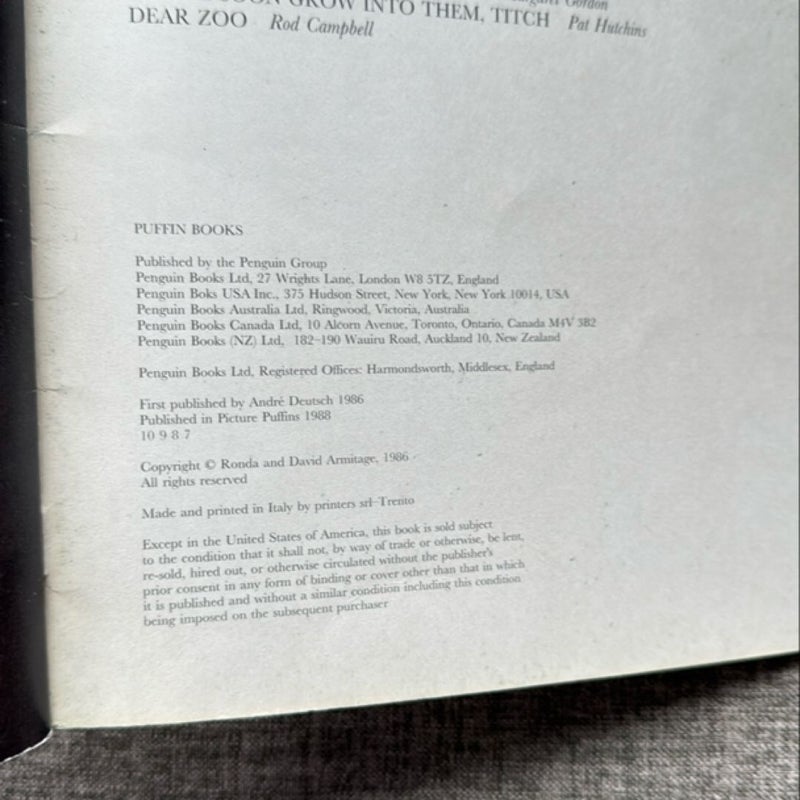 GROW INTO THEM, TITCH Pat Hutchins
DEAR ZOO Rod Campbell
PUFFIN BOOKS
Published by the Penguin Group
Penguin Books Ltd, 27 Wrights Lane, London W8 5TZ, England
Penguin Boks USA Inc., 375 Hudson Street, New York, New York 10014, USA
Penguin Books Australia Ltd, Ringwood, Victoria, Australia
Penguin Books Canada Ltd, 10 Alcorn Avenue, Toronto, Ontario, Canada M4V 3B2
Penguin Books (NZ) Ltd, 182–190 Wauiru Road, Auckland 10, New Zealand
Penguin Books Ltd, Registered Offices: Harmondsworth, Middlesex, England
First published by André Deutsch 1986
Published in Picture Puffins 1988
10 9 8 7
Copyright © Ronda and David Armitage, 1986
All rights reserved
Made and printed in Italy by printers srl–Trento
Except in the United States of America, this book is sold subject
to the condition that it shall not, by way of trade or otherwise, be lent,
re-sold, hired out, or otherwise circulated without the publisher's
prior consent in any form of binding or cover other than that in which
it is published and without a similar condition including this condition
being imposed on the subsequent purchaser